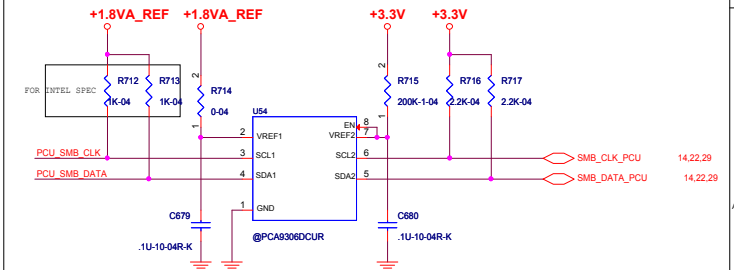 +1.8VA_REF +1.8VA_REF +3.3V +3.3V
FOR INTEL SPEC
R712 R713
1K-04 1K-04
2
R714
0-04
1
2
R715
200K-1-04
1
R716 R717
2.2K-04 2.2K-04
U54
EN 8
2 VREF1 VREF2 7
PCU_SMB_CLK 3 SCL1 SCL2 6 SMB_CLK_PCU 14,22,29
PCU_SMB_DATA 4 SDA1 SDA2 5 SMB_DATA_PCU 14,22,29
1 GND
@PCA9306DCUR
C679
.1U-10-04R-K
C680
.1U-10-04R-K
A